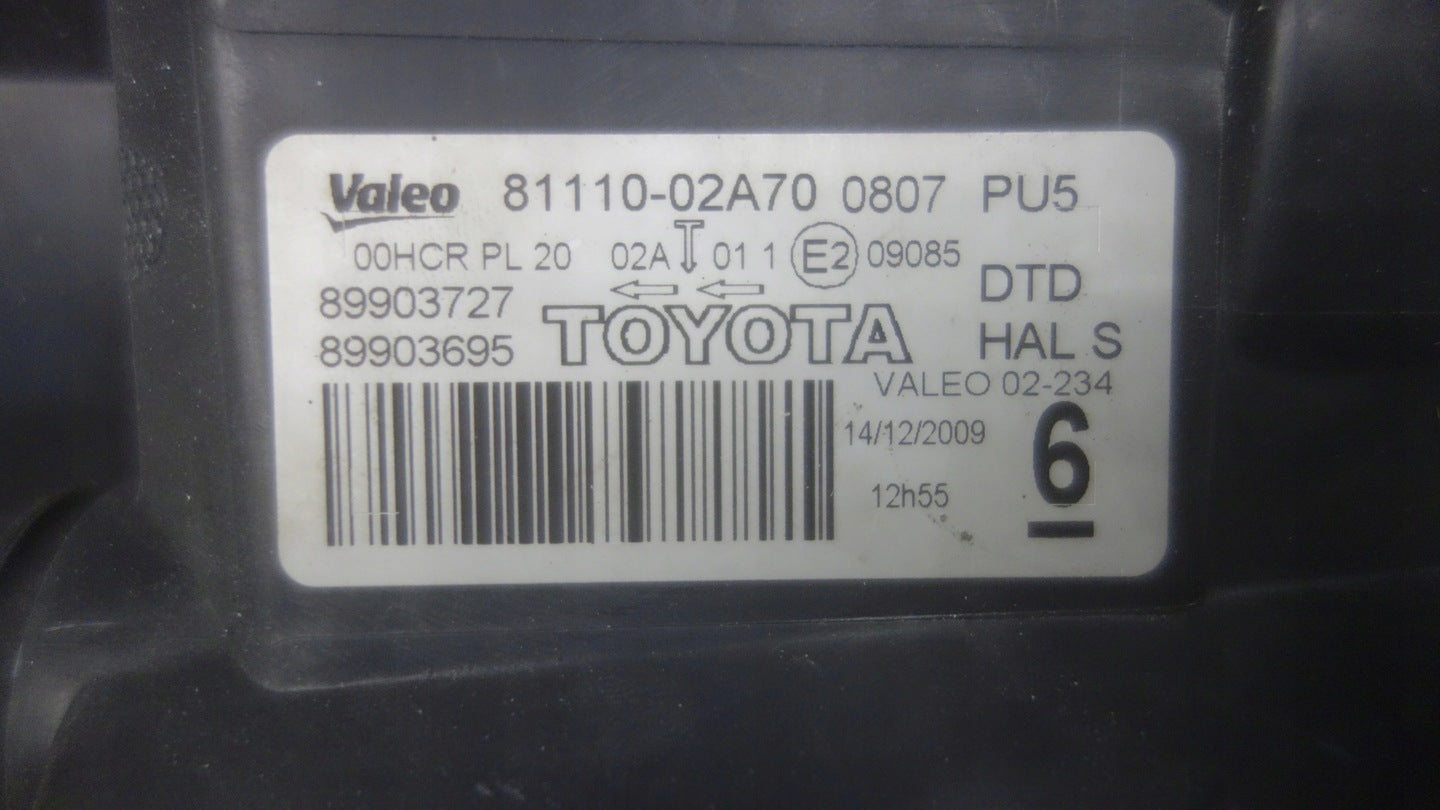 Valeo 81110-02A70 0807 PU5
00HCR PL 20 02A 01 1 E2 09085
89903727
89903695
TOYOTA
DTD
HAL S
VALEO 02-234
14/12/2009
12h55
6